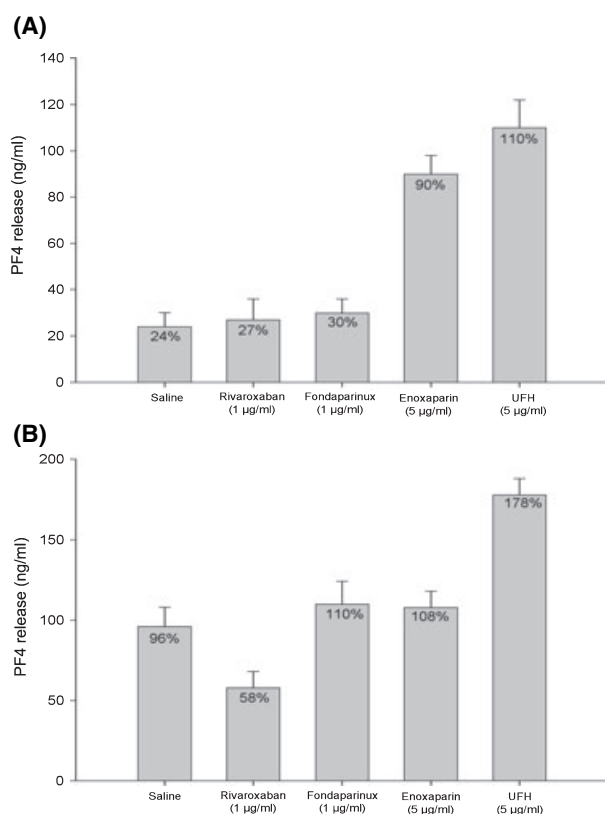 (A)
140
120
100
80
60
40
20
0
PF4 release (ng/ml)
24%
27%
30%
90%
110%
Saline
Rivaroxaban
(1 µg/ml)
Fondaparinux
(1 µg/ml)
Enoxaparin
(5 µg/ml)
UFH
(5 µg/ml)
(B)
200
150
100
50
0
PF4 release (ng/ml)
96%
58%
110%
108%
178%
Saline
Rivaroxaban
(1 µg/ml)
Fondaparinux
(1 µg/ml)
Enoxaparin
(5 µg/ml)
UFH
(5 µg/ml)